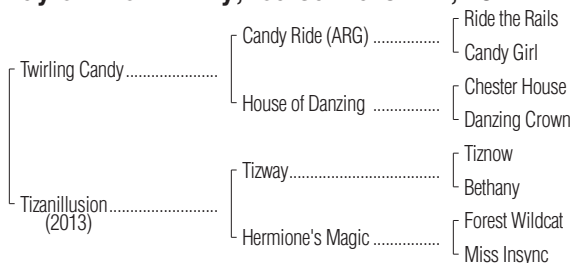 Ride the Rails
Candy Ride (ARG) ................
Candy Girl
Twirling Candy ......................
Chester House
House of Danzing ................
Danzing Crown
Tiznow
Tizway....................................
Bethany
Tizanillusion..........................
(2013)
Forest Wildcat
Hermione's Magic ................
Miss Insync